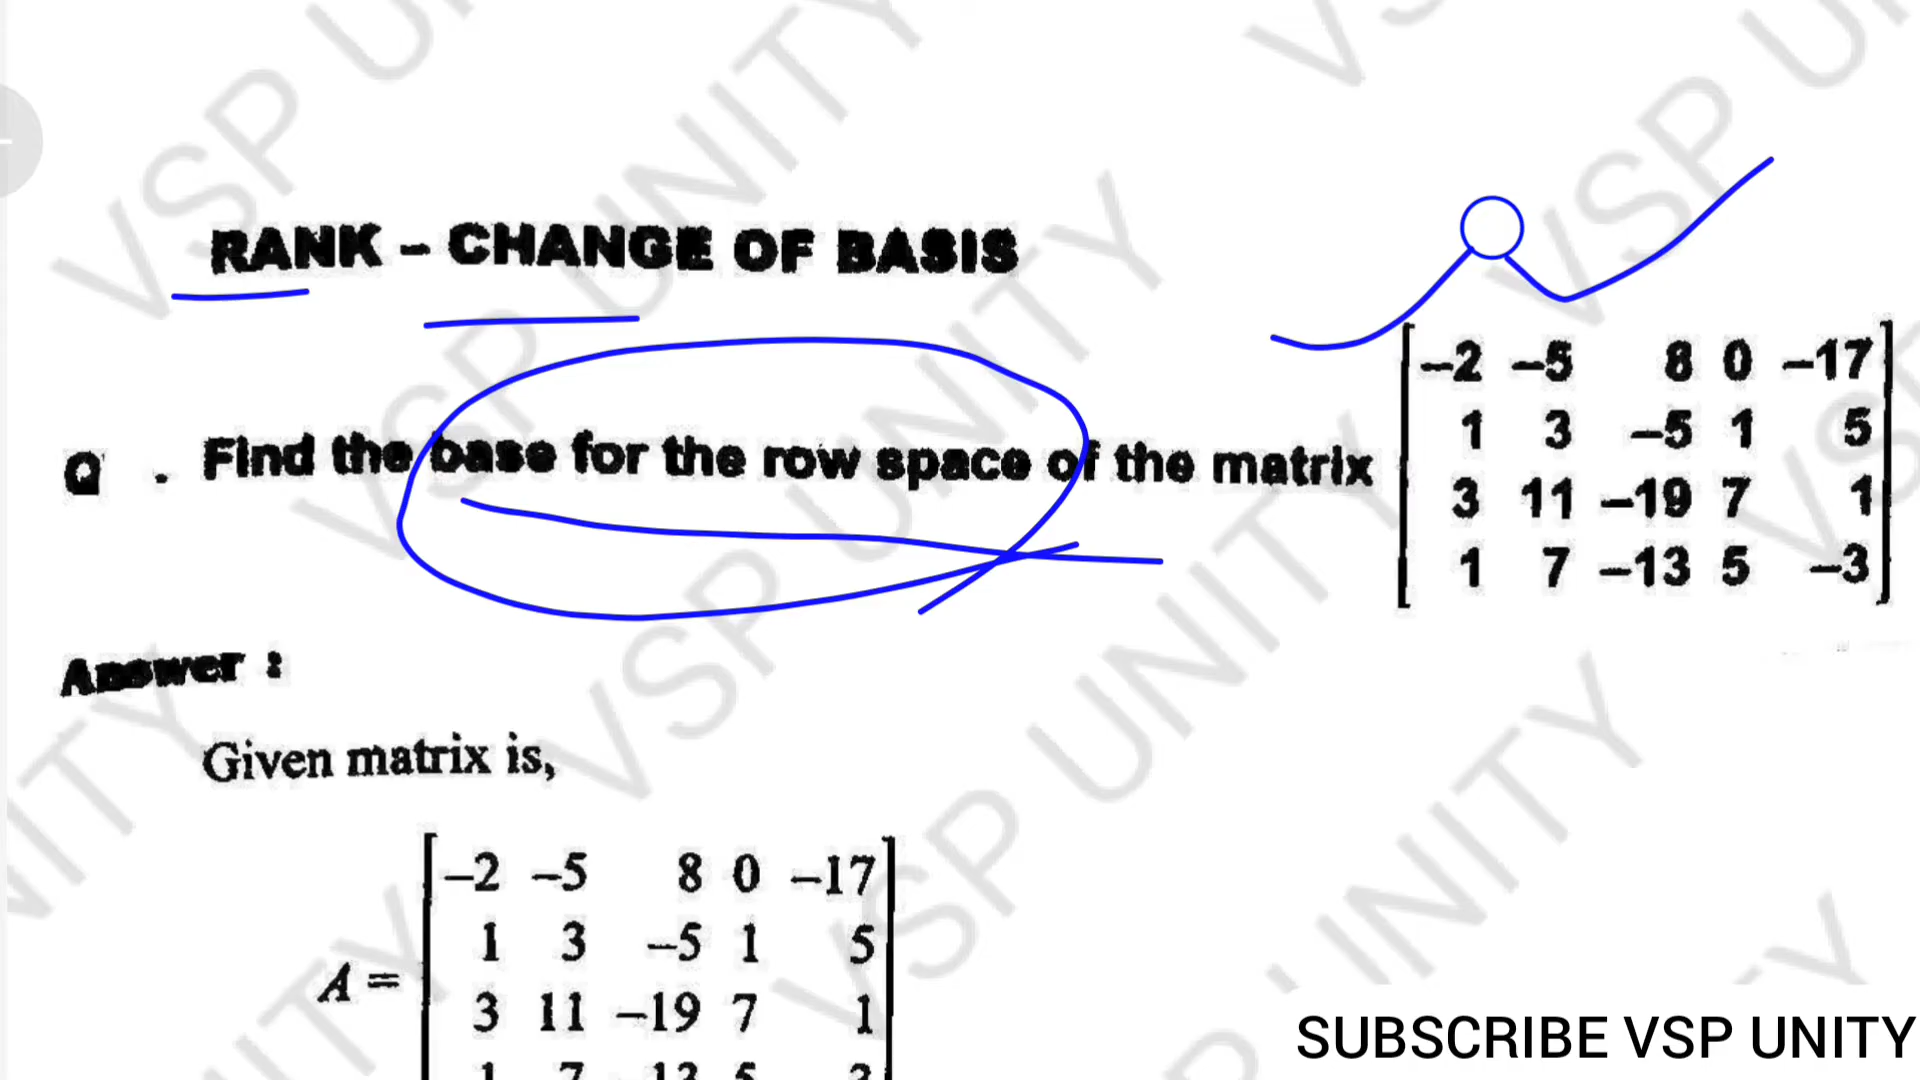 RANK – CHANGE OF BASIS
Q . Find the base for the row space of the matrix
–2 –5 8 0 –17
1 3 –5 1 5
3 11 –19 7 1
1 7 –13 5 –3
Answer :
Given matrix is,
A =
–2 –5 8 0 –17
1 3 –5 1 5
3 11 –19 7 1
VSP UNITY
SUBSCRIBE VSP UNITY